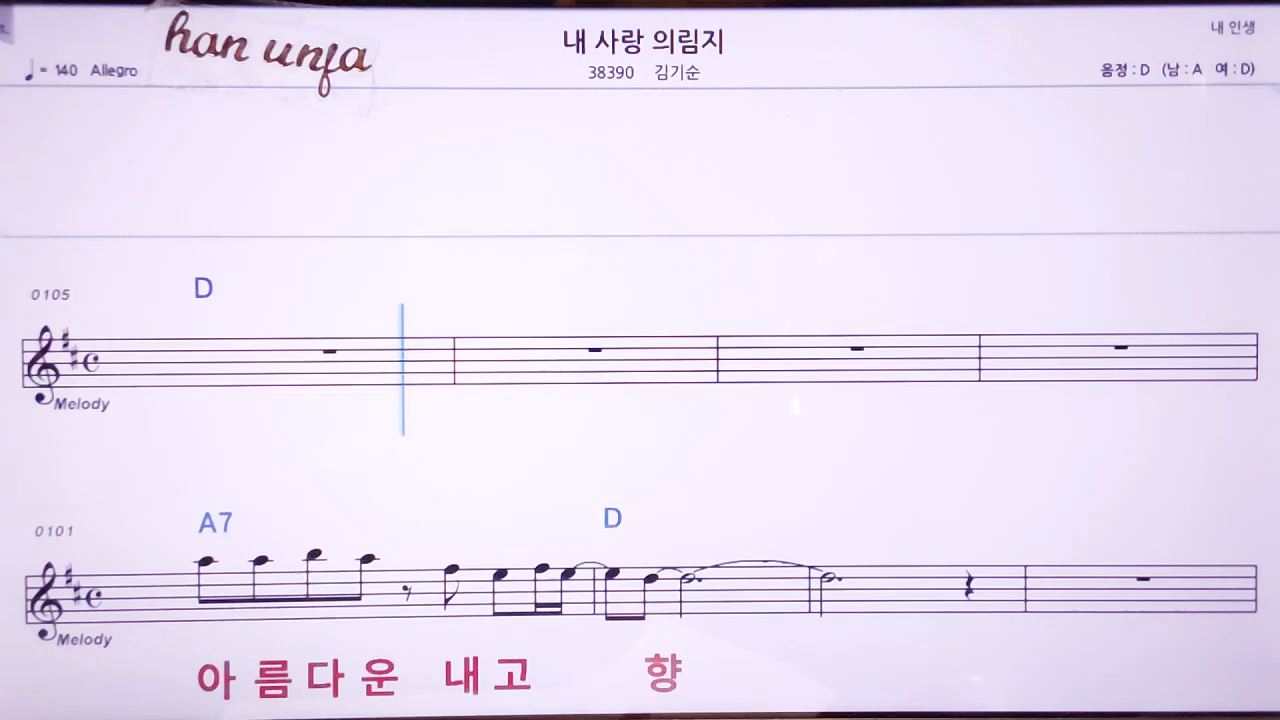 han unja
내 사랑 의림지
내 인생
♩= 140 Allegro
38390 김기순
음정 : D (남 : A 여 : D)
0105
D
Melody
0101
A7 D
Melody
아 름 다 운 내 고 향